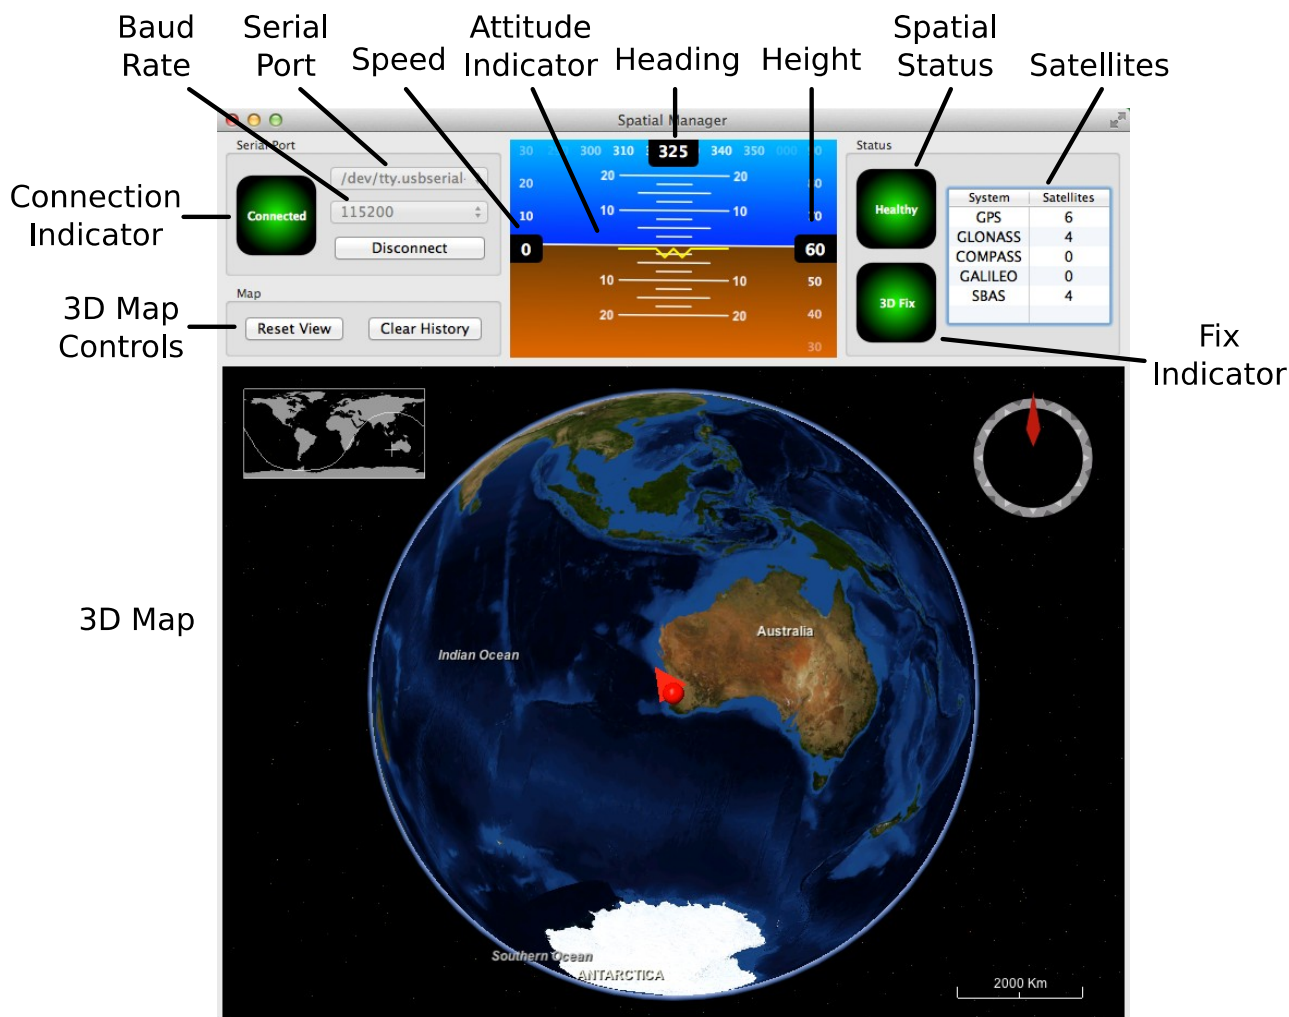 Baud
Rate
Serial
Port
Speed
Attitude
Indicator
Heading
Height
Spatial
Status
Satellites
Spatial Manager
Serial Port
Connected
/dev/tty.usbserial-
115200
Disconnect
Map
Reset View
Clear History
300 310 325 340 350 000
30
20
10
0
20 20
10 10
10 10
20 20
60
50
40
30
Status
Healthy
3D Fix
System Satellites
GPS 6
GLONASS 4
COMPASS 0
GALILEO 0
SBAS 4
Connection
Indicator
3D Map
Controls
Fix
Indicator
3D Map
Australia
Indian Ocean
Southern Ocean
ANTARCTICA
2000 Km